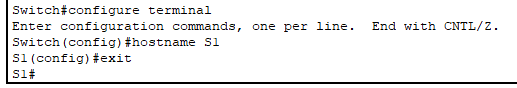 Switch#configure terminal
Enter configuration commands, one per line.  End with CNTL/Z.
Switch(config)#hostname S1
S1(config)#exit
S1#